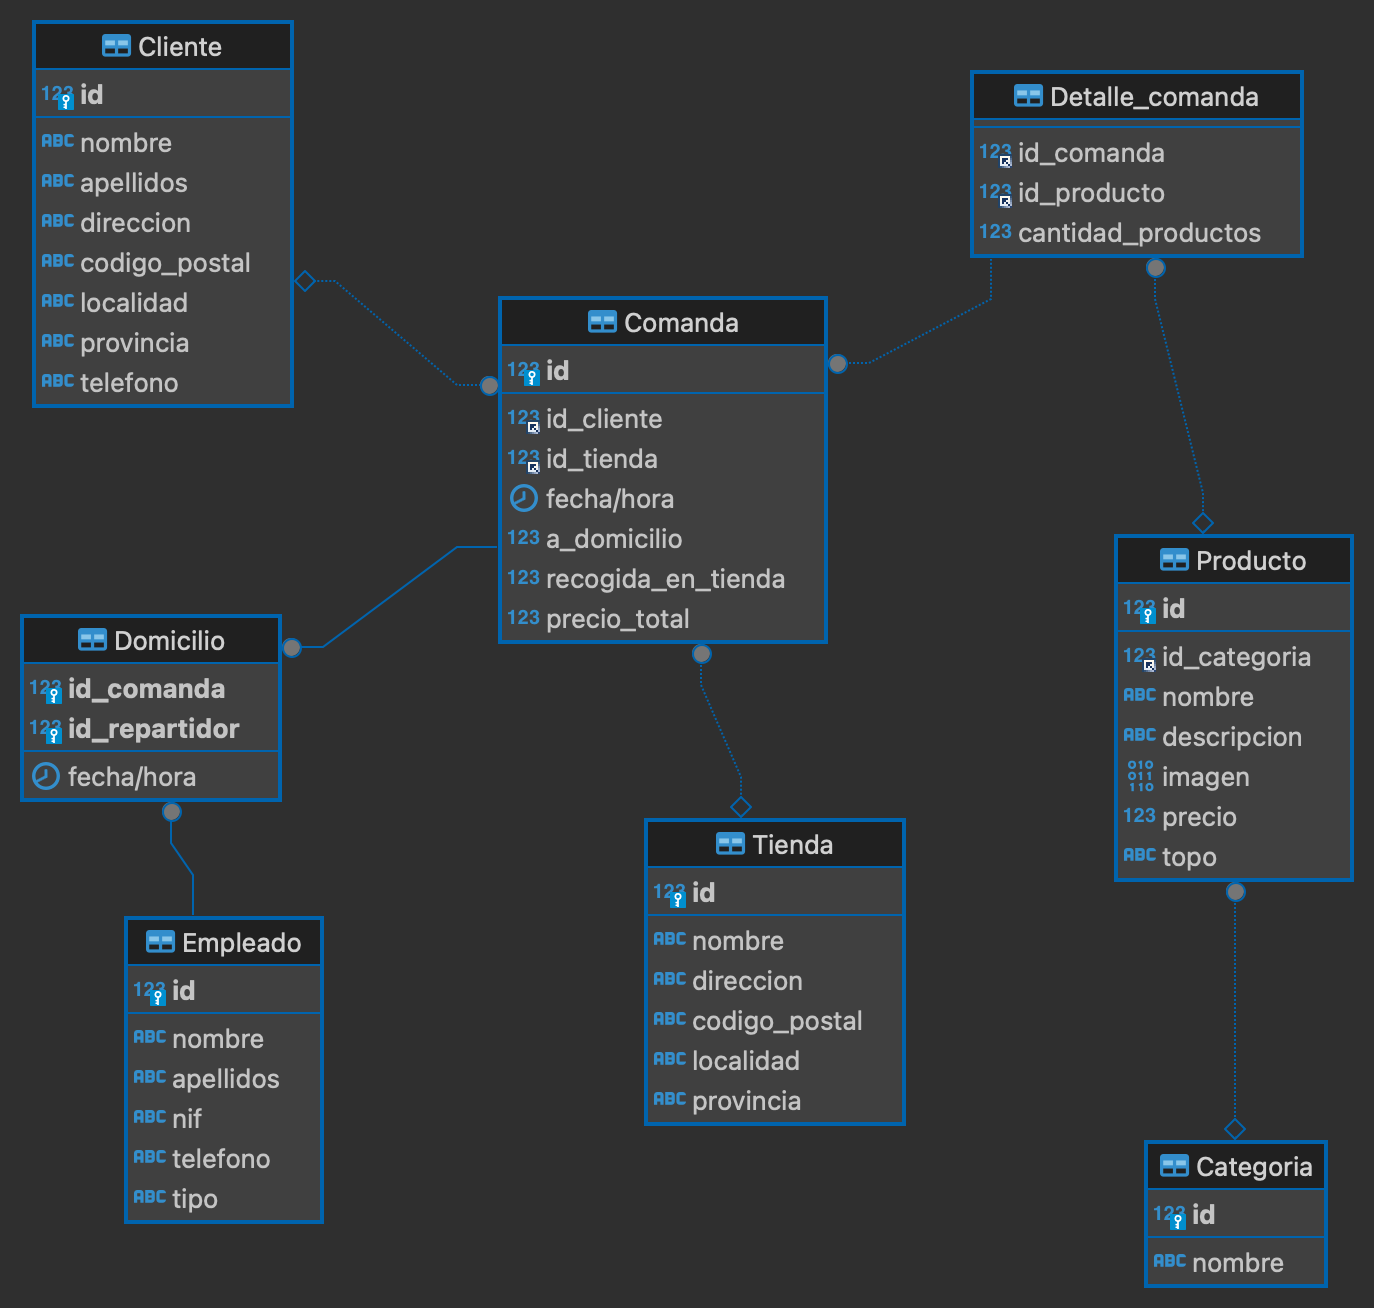 Cliente
123 id
ABC nombre
ABC apellidos
ABC direccion
ABC codigo_postal
ABC localidad
ABC provincia
ABC telefono
Detalle_comanda
123 id_comanda
123 id_producto
123 cantidad_productos
Comanda
123 id
123 id_cliente
123 id_tienda
fecha/hora
123 a_domicilio
123 recogida_en_tienda
123 precio_total
Domicilio
123 id_comanda
123 id_repartidor
fecha/hora
Producto
123 id
123 id_categoria
ABC nombre
ABC descripcion
010 011 110 imagen
123 precio
ABC topo
Tienda
123 id
ABC nombre
ABC direccion
ABC codigo_postal
ABC localidad
ABC provincia
Empleado
123 id
ABC nombre
ABC apellidos
ABC nif
ABC telefono
ABC tipo
Categoria
123 id
ABC nombre